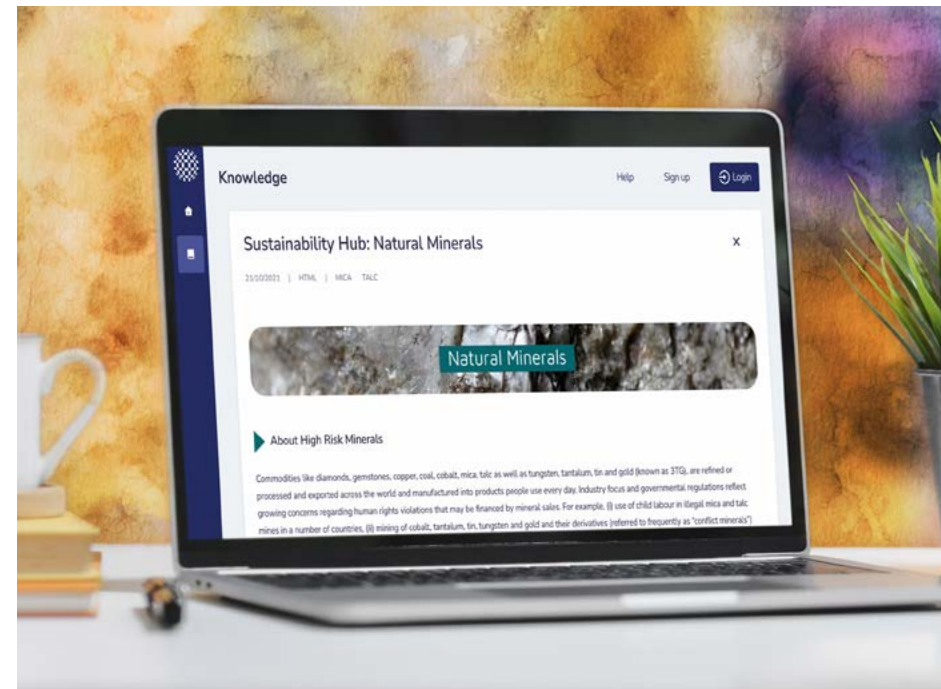 Knowledge
Help
Sign up
Login
Sustainability Hub: Natural Minerals
X
21/10/2021 | HTML | MICA TALC
Natural Minerals
About High Risk Minerals
Commodities like diamonds, gemstones, copper, coal, cobalt, mica, talc as well as tungsten, tantalum, tin and gold (known as 3TG), are refined or
processed and exported across the world and manufactured into products people use every day. Industry focus and governmental regulations reflect
growing concerns regarding human rights violations that may be financed by mineral sales. For example, (i) use of child labour in illegal mica and talc
mines in a number of countries, (ii) mining of cobalt, tantalum, tin, tungsten and gold and their derivatives (referred to frequently as "conflict minerals")